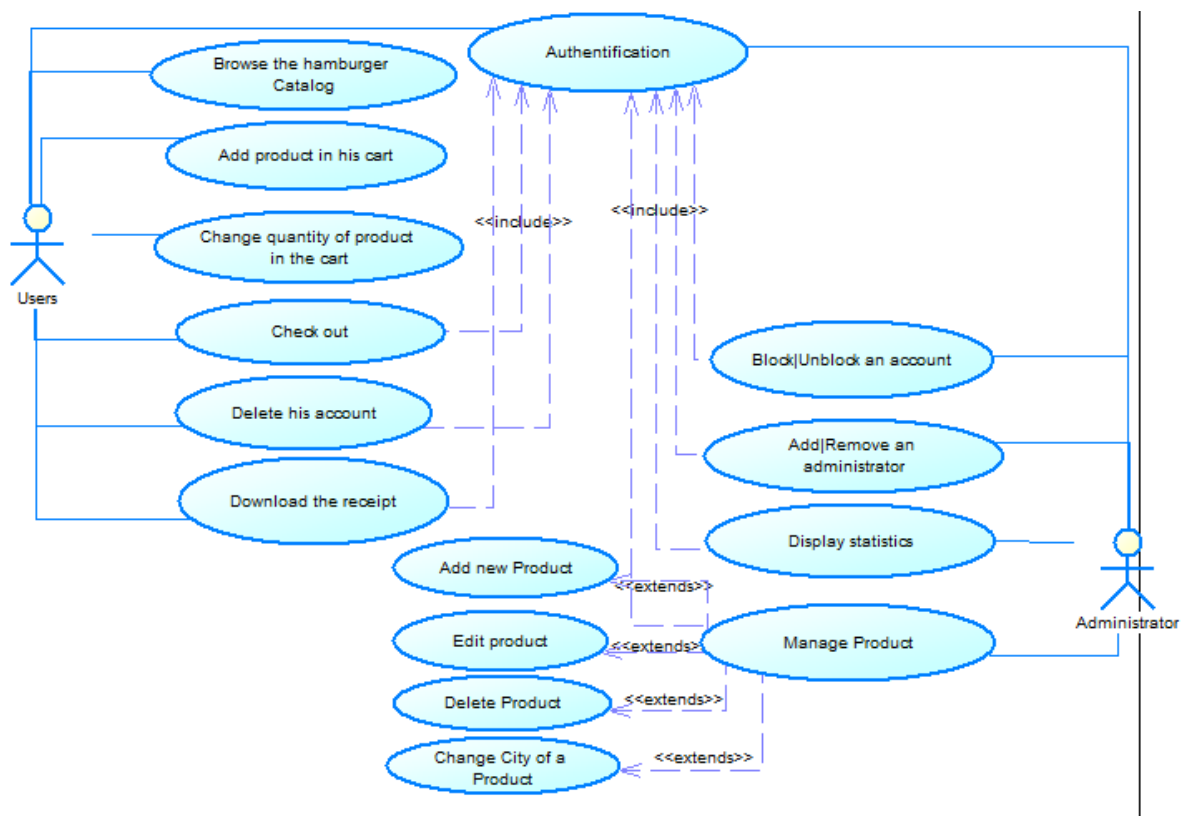 Authentification
Browse the hamburger
Catalog
Add product in his cart
<<include>>
<<include>>
Change quantity of product
in the cart
Users
Check out
Block|Unblock an account
Delete his account
Add|Remove an
administrator
Download the receipt
Display statistics
Add new Product
<<extends>>
Administrator
Edit product
<<extends>
Manage Product
Delete Product
<<extends>>
Change City of a
Product
<<extends>>